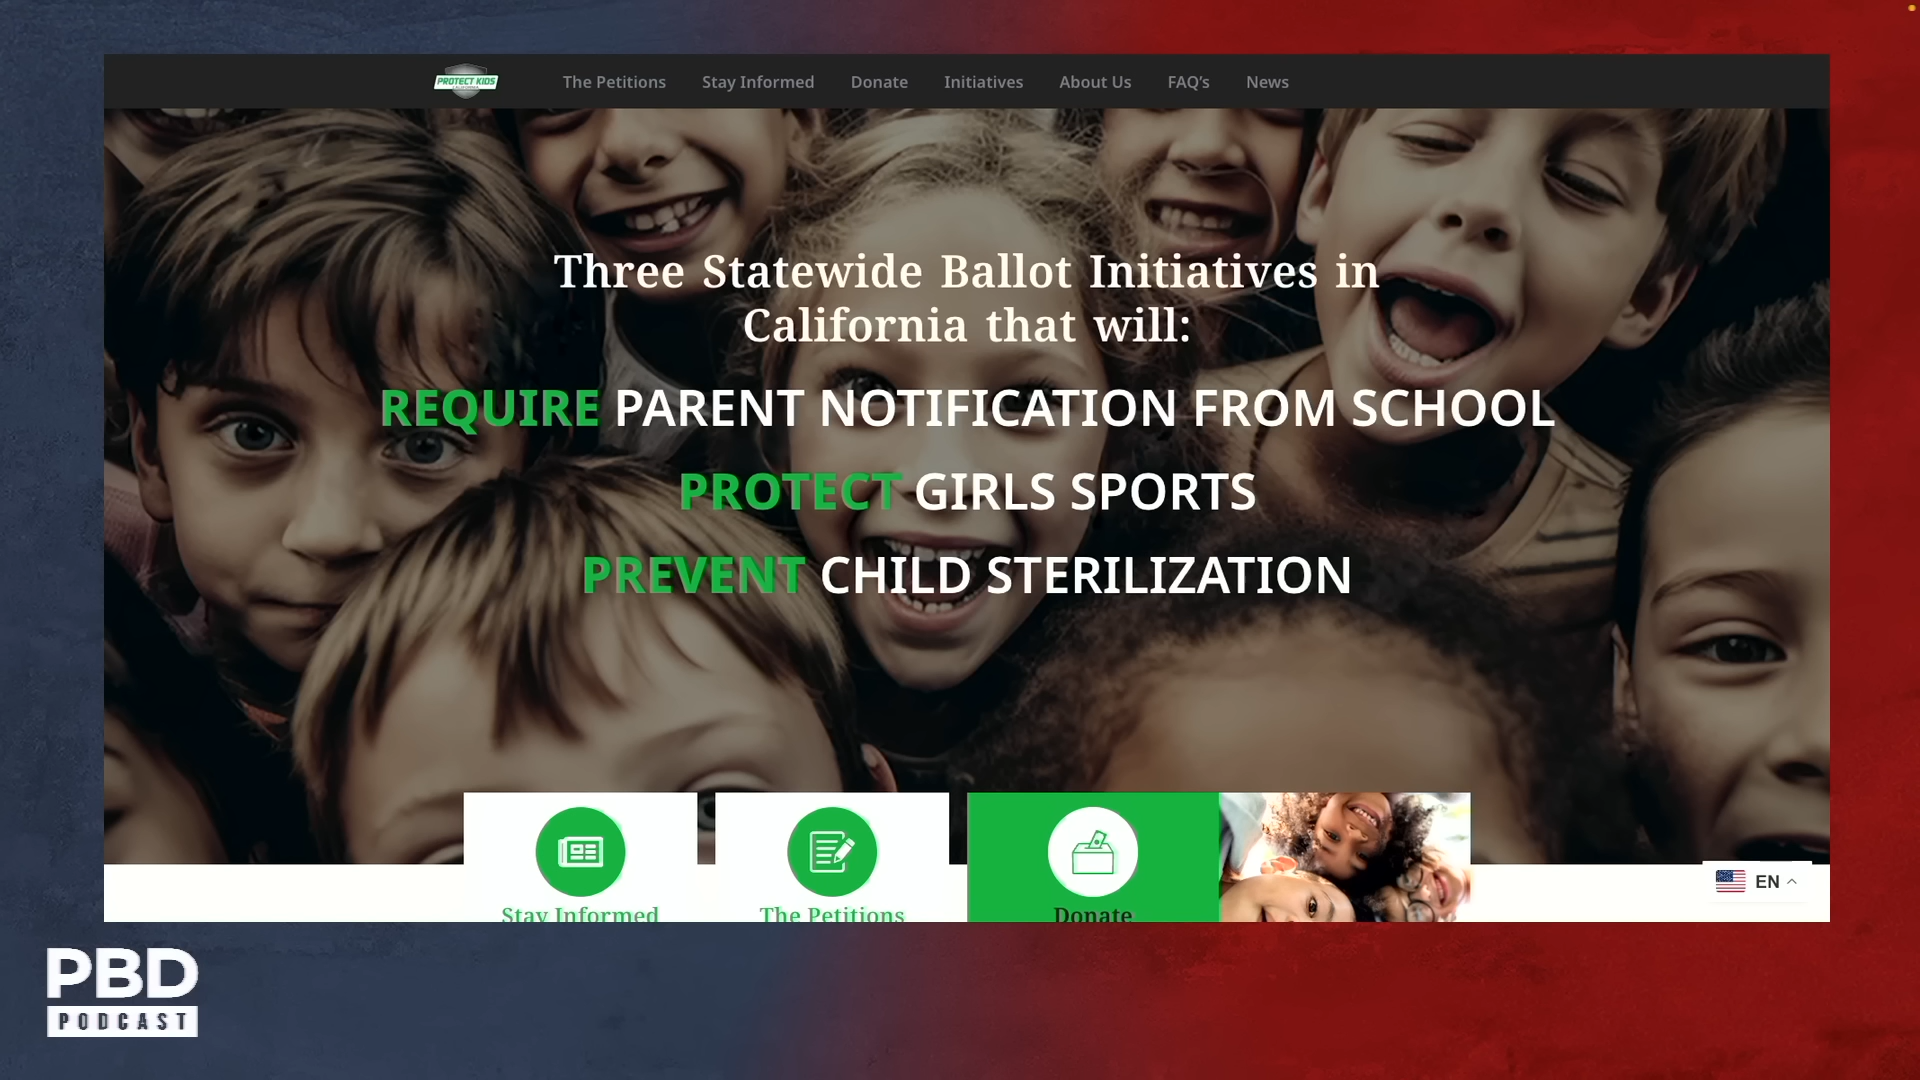 PROTECT KIDS
CALIFORNIA
The Petitions
Stay Informed
Donate
Initiatives
About Us
FAQ's
News
Three Statewide Ballot Initiatives in
California that will:
REQUIRE PARENT NOTIFICATION FROM SCHOOL
PROTECT GIRLS SPORTS
PREVENT CHILD STERILIZATION
Stay Informed
The Petitions
Donate
EN
PBD
PODCAST